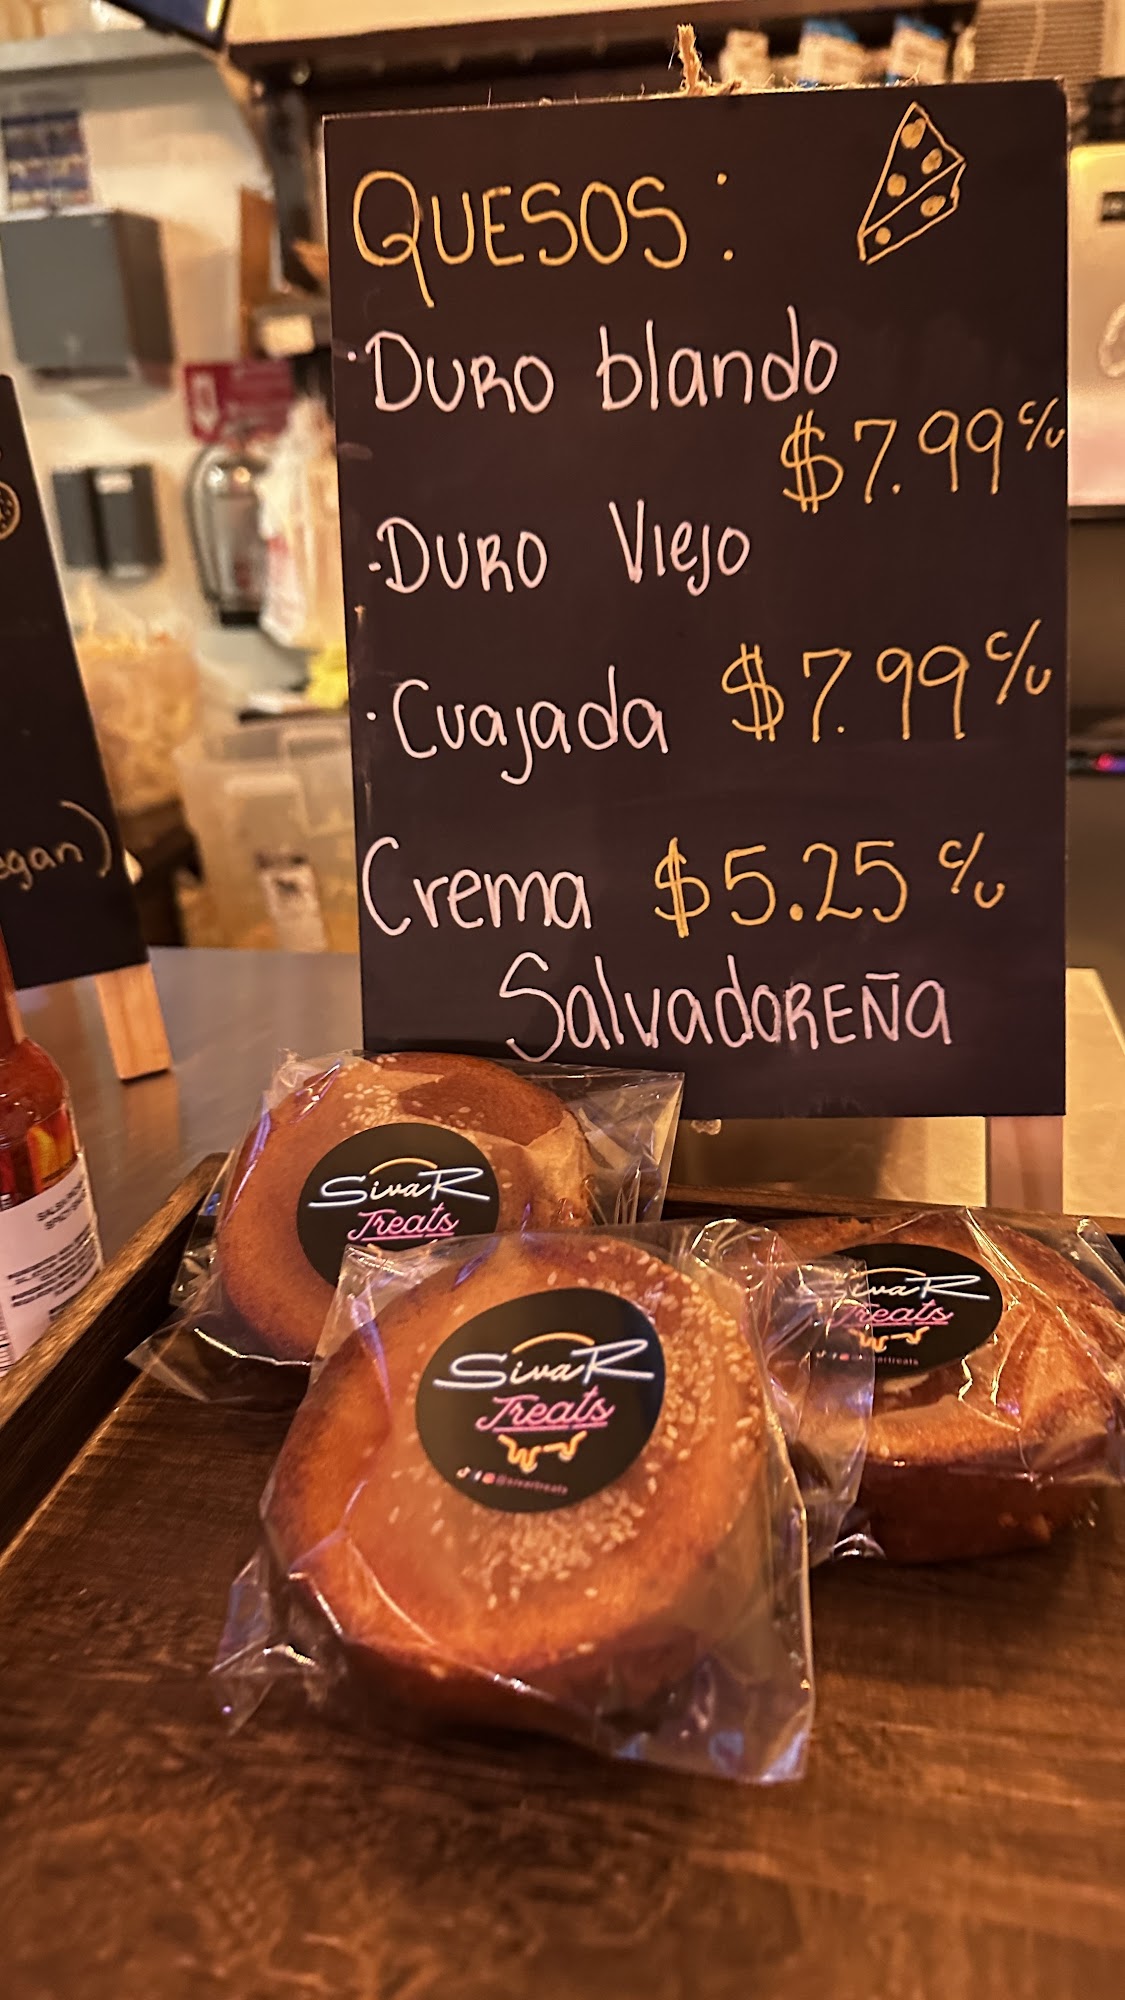 QUESOS:
· DURO blando
$7.99 c/u
· DURO Viejo
· Cuajada $7.99 c/u
Crema $5.25 c/u
SalvadoREÑA
egan)
SivaR
Treats
SivaR
Treats
SivaR
Treats